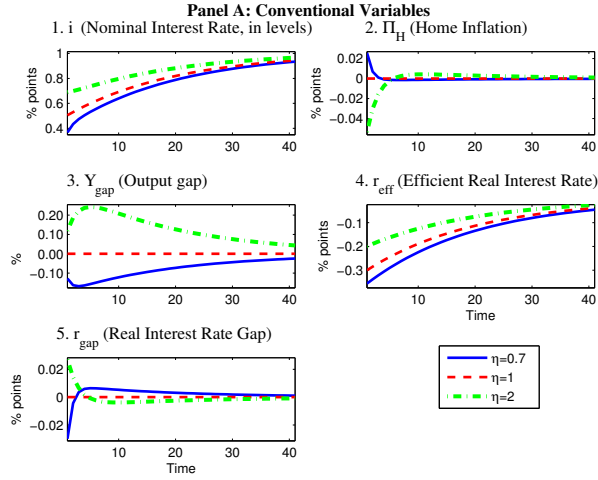 Panel A: Conventional Variables
1. i (Nominal Interest Rate, in levels)
2. Π_H (Home Inflation)
% points
1
0.8
0.6
0.4
10 20 30 40
% points
0.02
0
−0.02
−0.04
10 20 30 40
3. Y_gap (Output gap)
4. r_eff (Efficient Real Interest Rate)
%
0.20
0.10
0.00
−0.10
10 20 30 40
% points
−0.1
−0.2
−0.3
10 20 30 40
Time
5. r_gap (Real Interest Rate Gap)
% points
0.02
0
−0.02
10 20 30 40
Time
η=0.7
η=1
η=2